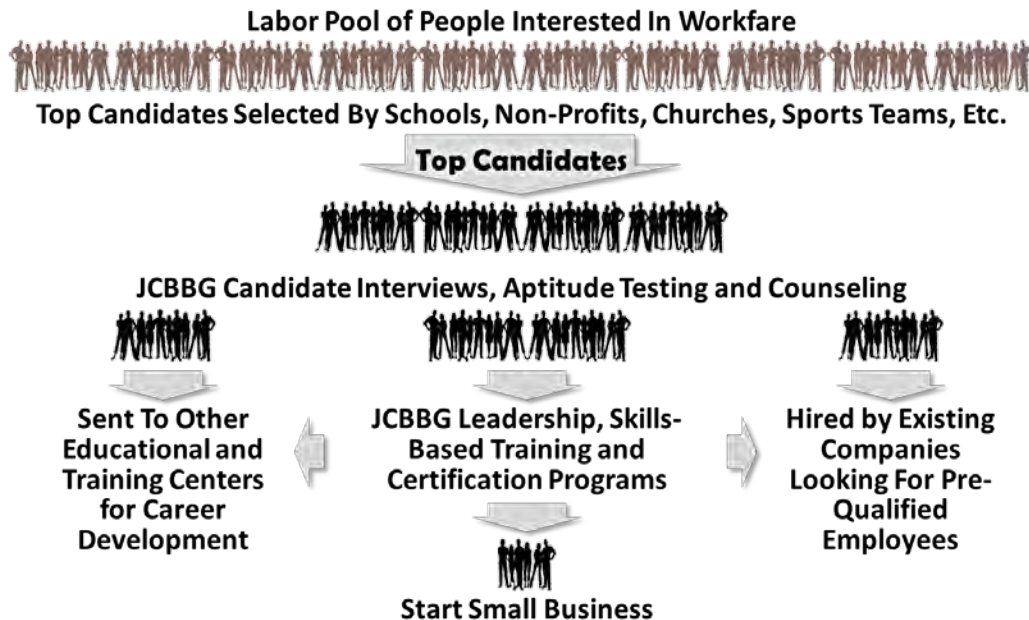 Labor Pool of People Interested In Workfare
Top Candidates Selected By Schools, Non-Profits, Churches, Sports Teams, Etc.
Top Candidates
JCBBG Candidate Interviews, Aptitude Testing and Counseling
Sent To Other
Educational and
Training Centers
for Career
Development
JCBBG Leadership, Skills-
Based Training and
Certification Programs
Hired by Existing
Companies
Looking For Pre-
Qualified
Employees
Start Small Business